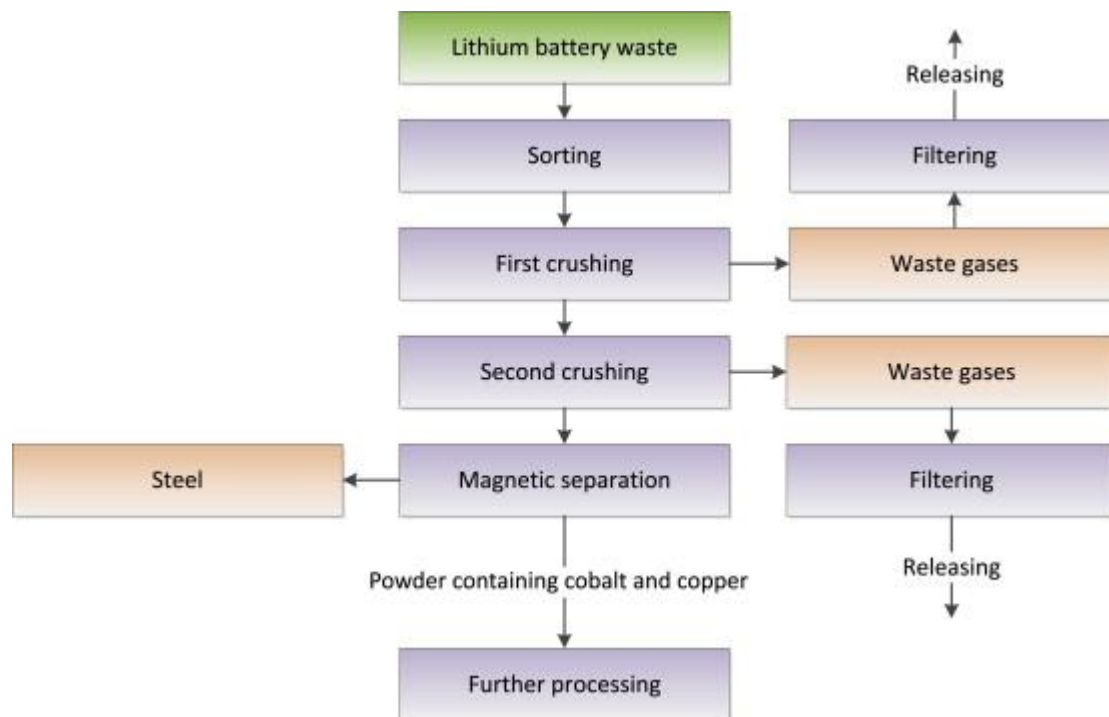 Lithium battery waste
Releasing
Sorting
Filtering
First crushing
Waste gases
Second crushing
Waste gases
Steel
Magnetic separation
Filtering
Releasing
Powder containing cobalt and copper
Further processing